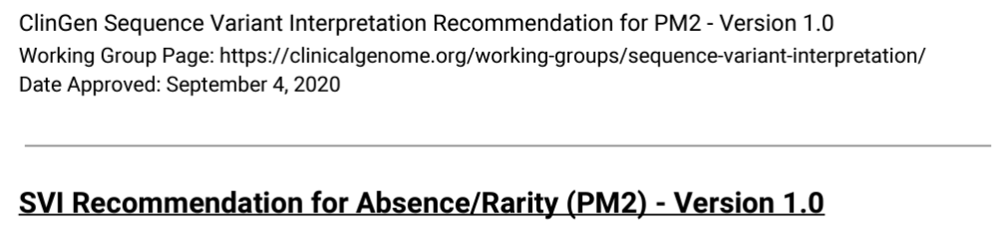 ClinGen Sequence Variant Interpretation Recommendation for PM2 - Version 1.0
Working Group Page: https://clinicalgenome.org/working-groups/sequence-variant-interpretation/
Date Approved: September 4, 2020
SVI Recommendation for Absence/Rarity (PM2) - Version 1.0